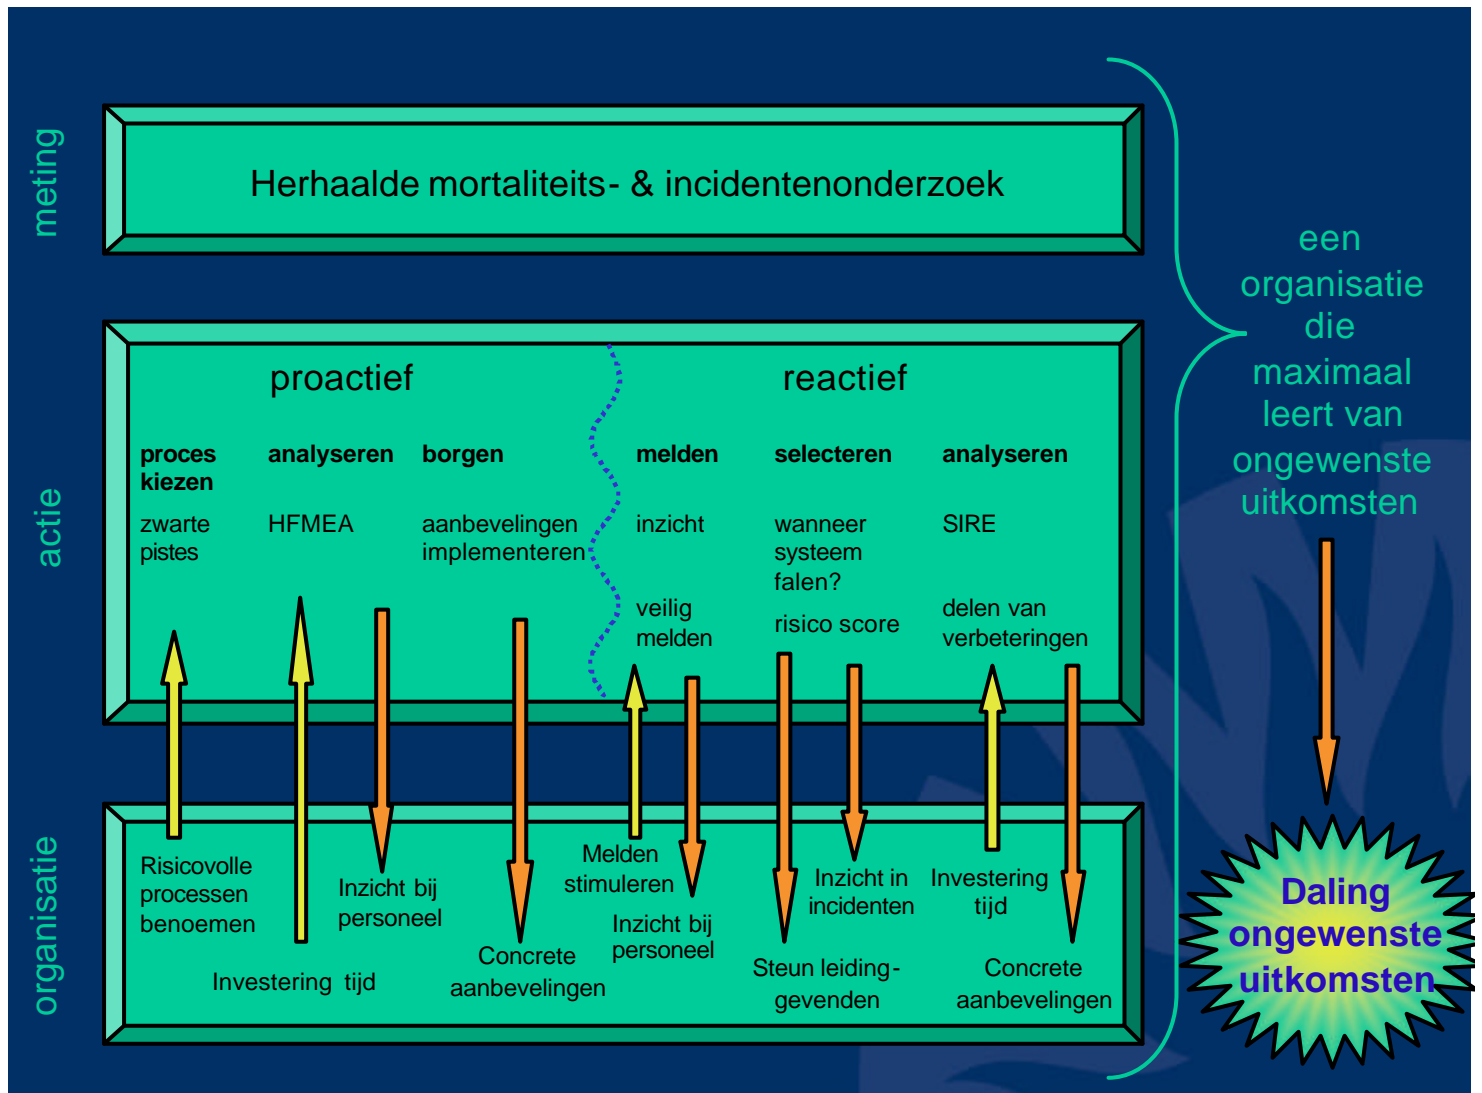 meting
Herhaalde mortaliteits- & incidentenonderzoek
actie
proactief
proces
kiezen
zwarte
pistes
analyseren
HFMEA
borgen
aanbevelingen
implementeren
reactief
melden
inzicht
veilig
melden
selecteren
wanneer
systeem
falen?
risico score
analyseren
SIRE
delen van
verbeteringen
organisatie
Risicovolle
processen
benoemen
Investering tijd
Inzicht bij
personeel
Concrete
aanbevelingen
Melden
stimuleren
Inzicht bij
personeel
Steun leiding-
gevenden
Inzicht in
incidenten
Investering
tijd
Concrete
aanbevelingen
een
organisatie
die
maximaal
leert van
ongewenste
uitkomsten
Daling
ongewenste
uitkomsten